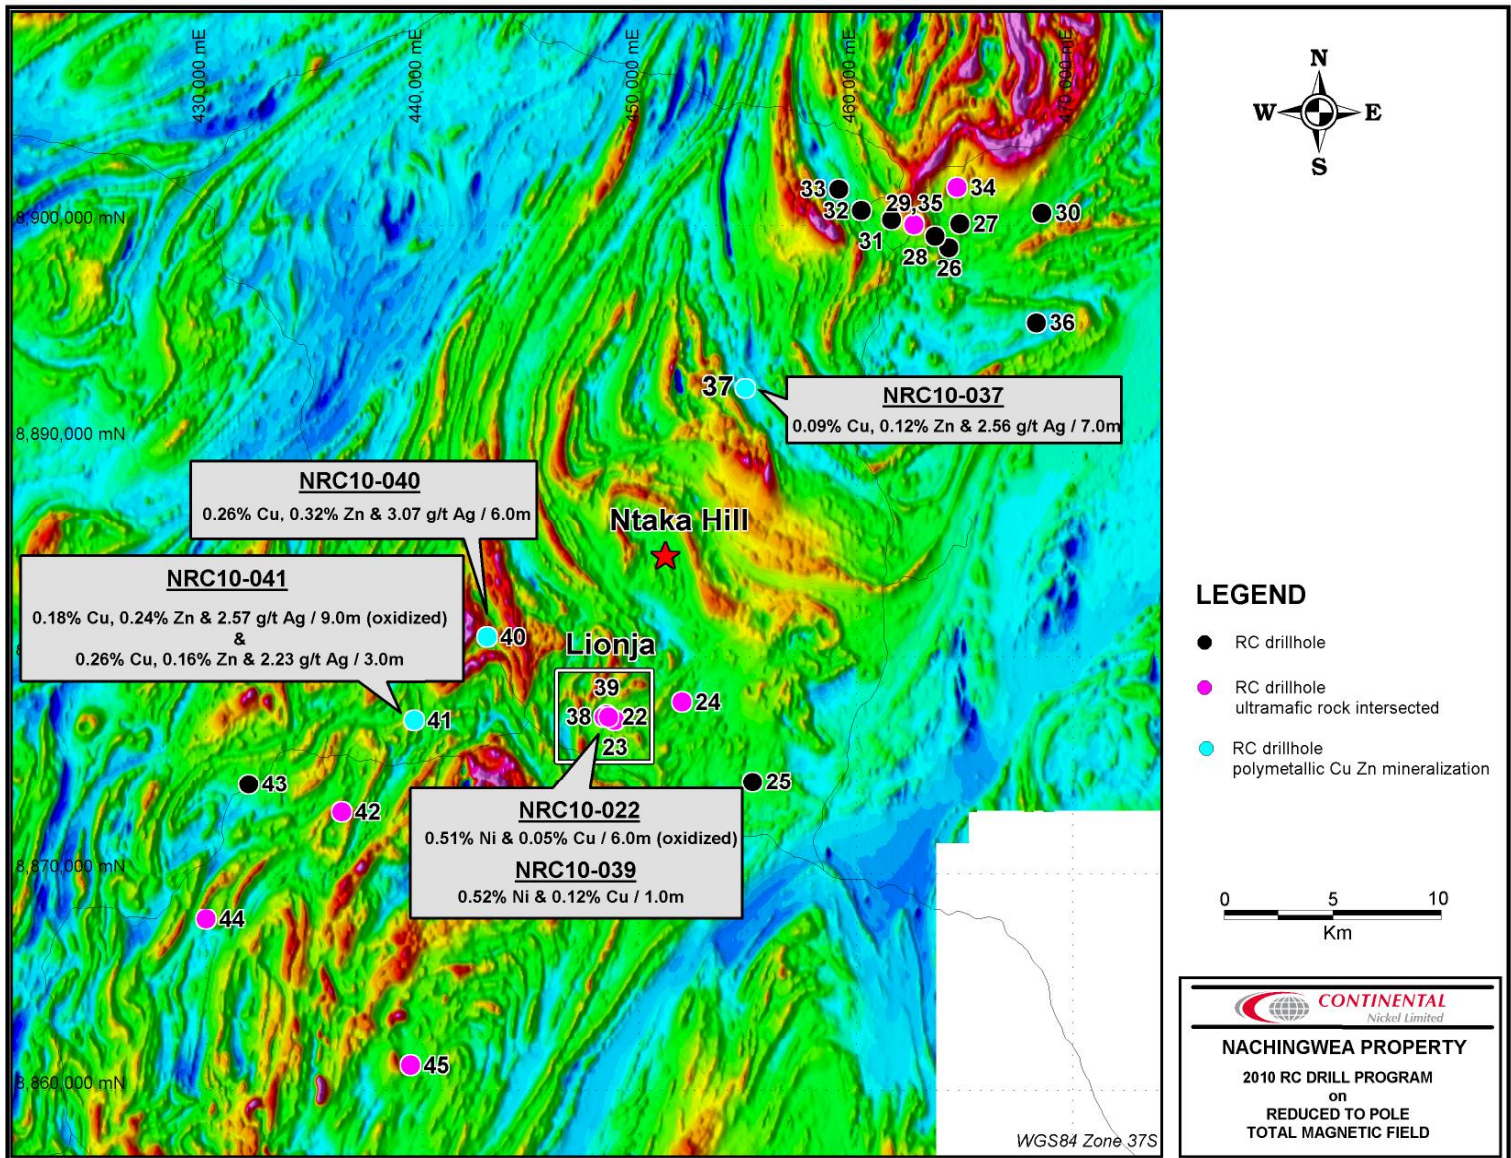 430,000 mE
440,000 mE
450,000 mE
460,000 mE
470,000 mE
N
W E
S
8,900,000 mN
33
32
31
29,35
34
30
27
28
26
36
37
NRC10-037
0.09% Cu, 0.12% Zn & 2.56 g/t Ag / 7.0m
8,890,000 mN
NRC10-040
0.26% Cu, 0.32% Zn & 3.07 g/t Ag / 6.0m
Ntaka Hill
NRC10-041
0.18% Cu, 0.24% Zn & 2.57 g/t Ag / 9.0m (oxidized)
&
0.26% Cu, 0.16% Zn & 2.23 g/t Ag / 3.0m
40
Lionja
39
38
22
23
24
41
25
43
42
NRC10-022
0.51% Ni & 0.05% Cu / 6.0m (oxidized)
NRC10-039
0.52% Ni & 0.12% Cu / 1.0m
8,870,000 mN
44
45
8,860,000 mN
WGS84 Zone 37S
LEGEND
RC drillhole
RC drillhole
ultramafic rock intersected
RC drillhole
polymetallic Cu Zn mineralization
0 5 10
Km
CONTINENTAL
Nickel Limited
NACHINGWEA PROPERTY
2010 RC DRILL PROGRAM
on
REDUCED TO POLE
TOTAL MAGNETIC FIELD